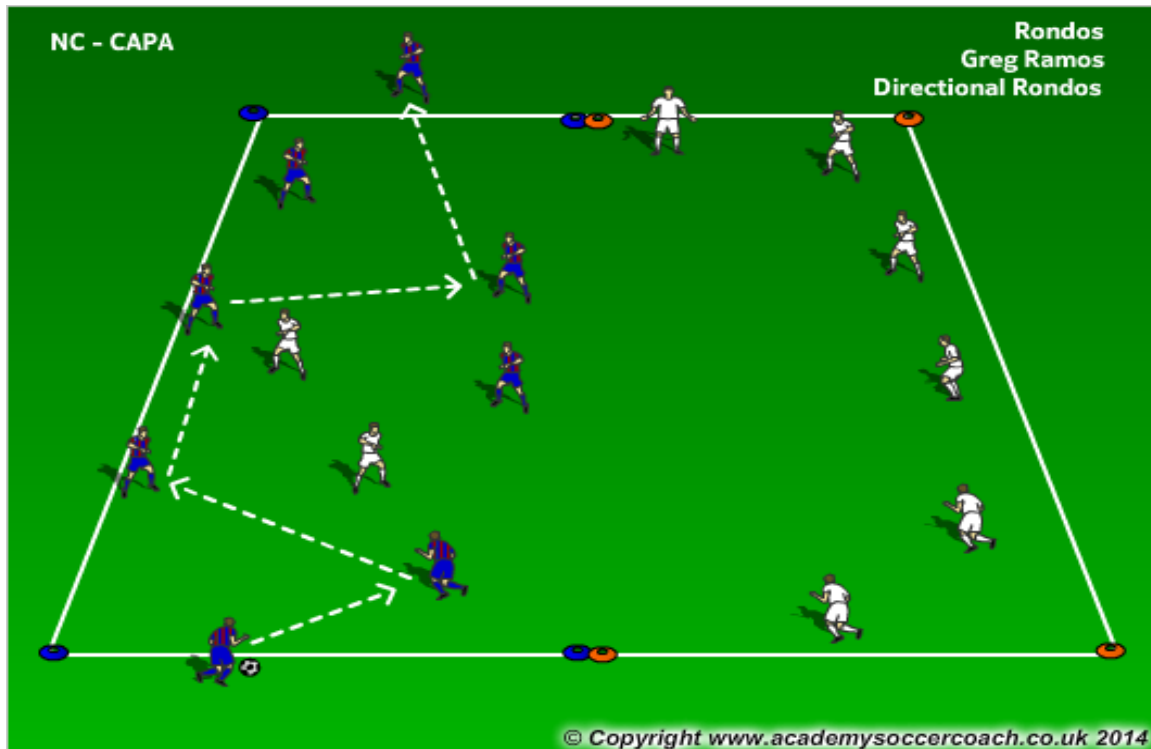 NC - CAPA
Rondos
Greg Ramos
Directional Rondos
© Copyright www.academysoccercoach.co.uk 2014